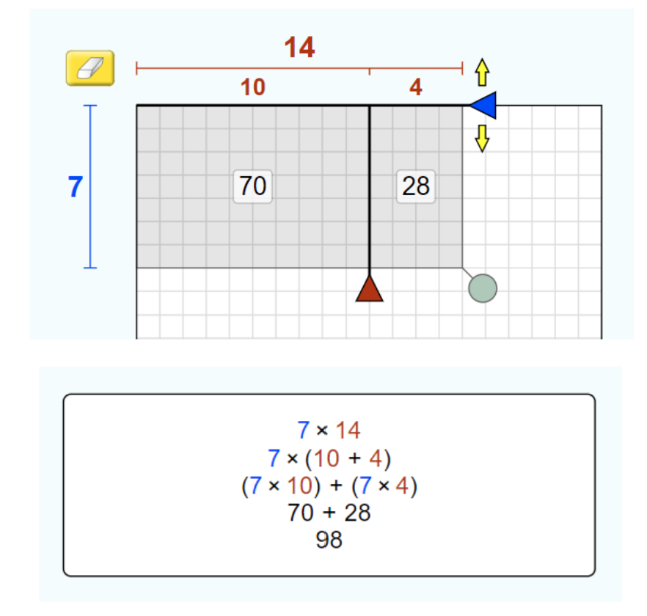 14
10 4
7
70 28
7 × 14
7 × (10 + 4)
(7 × 10) + (7 × 4)
70 + 28
98